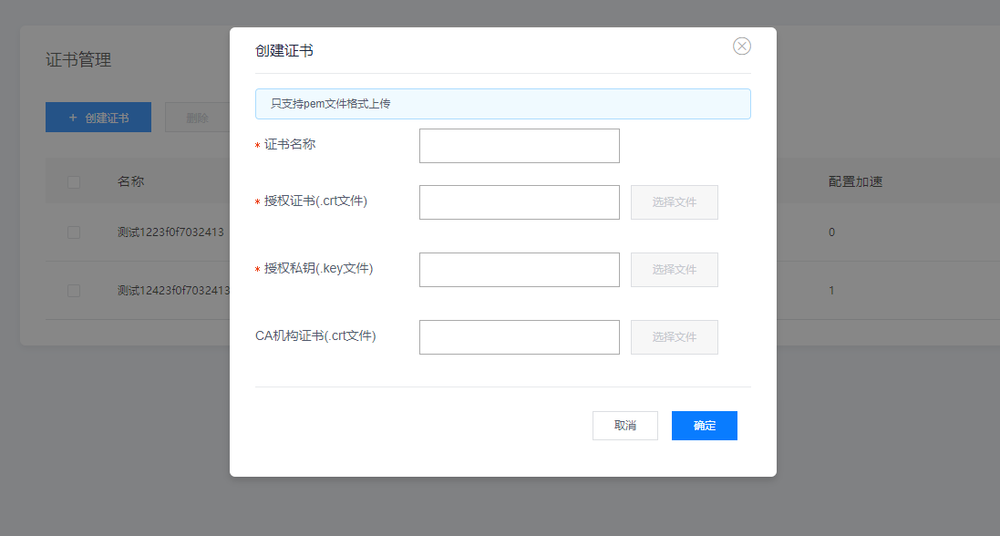 证书管理
+ 创建证书
删除
名称
配置加速
测试1223f0f7032413
0
测试12423f0f7032413
1
创建证书
只支持pem文件格式上传
* 证书名称
* 授权证书(.crt文件)
选择文件
* 授权私钥(.key文件)
选择文件
CA机构证书(.crt文件)
选择文件
取消
确定